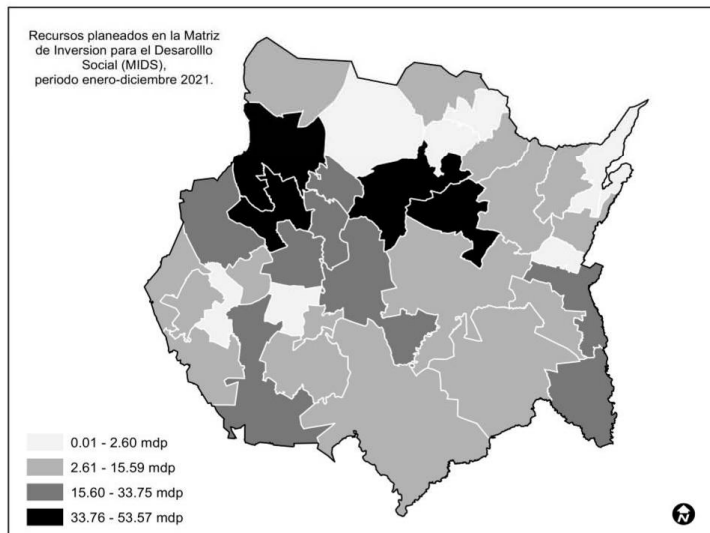 Recursos planeados en la Matriz
de Inversion para el Desarolllo
Social (MIDS),
periodo enero-diciembre 2021.
0.01 - 2.60 mdp
2.61 - 15.59 mdp
15.60 - 33.75 mdp
33.76 - 53.57 mdp
N